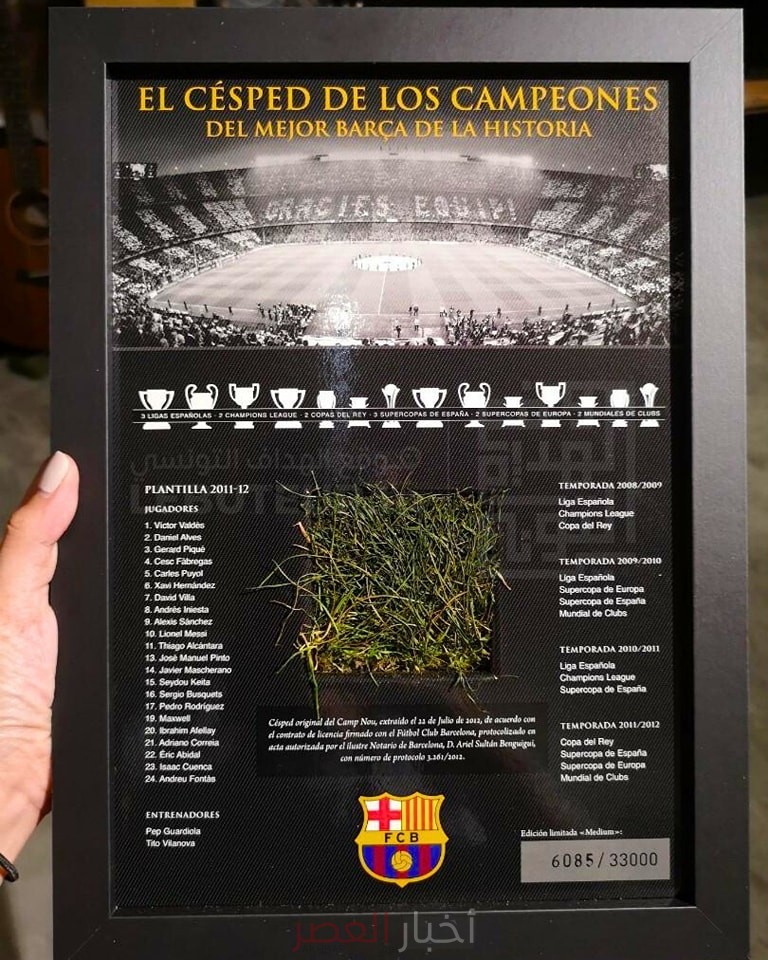 EL CÉSPED DE LOS CAMPEONES
DEL MEJOR BARÇA DE LA HISTORIA
GRACIES EQUIP!
3 LIGAS ESPAÑOLAS - 2 CHAMPIONS LEAGUE - 2 COPAS DEL REY - 3 SUPERCOPAS DE ESPAÑA - 2 SUPERCOPAS DE EUROPA - 2 MUNDIALES DE CLUBS
موقع الهداف التونسي
PLANTILLA 2011-12
JUGADORES
1. Víctor Valdés
2. Daniel Alves
3. Gerard Piqué
4. Cesc Fàbregas
5. Carles Puyol
6. Xavi Hernández
7. David Villa
8. Andrés Iniesta
9. Alexis Sánchez
10. Lionel Messi
11. Thiago Alcántara
13. José Manuel Pinto
14. Javier Mascherano
15. Seydou Keita
16. Sergio Busquets
17. Pedro Rodríguez
19. Maxwell
20. Ibrahim Afellay
21. Adriano Correia
22. Éric Abidal
23. Isaac Cuenca
24. Andreu Fontàs
ENTRENADORES
Pep Guardiola
Tito Vilanova
TEMPORADA 2008/2009
Liga Española
Champions League
Copa del Rey
TEMPORADA 2009/2010
Liga Española
Supercopa de Europa
Supercopa de España
Mundial de Clubs
TEMPORADA 2010/2011
Liga Española
Champions League
Supercopa de España
TEMPORADA 2011/2012
Copa del Rey
Supercopa de España
Supercopa de Europa
Mundial de Clubs
Césped original del Camp Nou, extraído el 22 de Julio de 2012, de acuerdo con
el contrato de licencia firmado con el Fútbol Club Barcelona, protocolizado en
acta autorizada por el Ilustre Notario de Barcelona, D. Ariel Sultán Benguigui,
con número de protocolo 3.261/2012.
FCB
Edición limitada «Medium»:
6085/33000
أخبار العصر